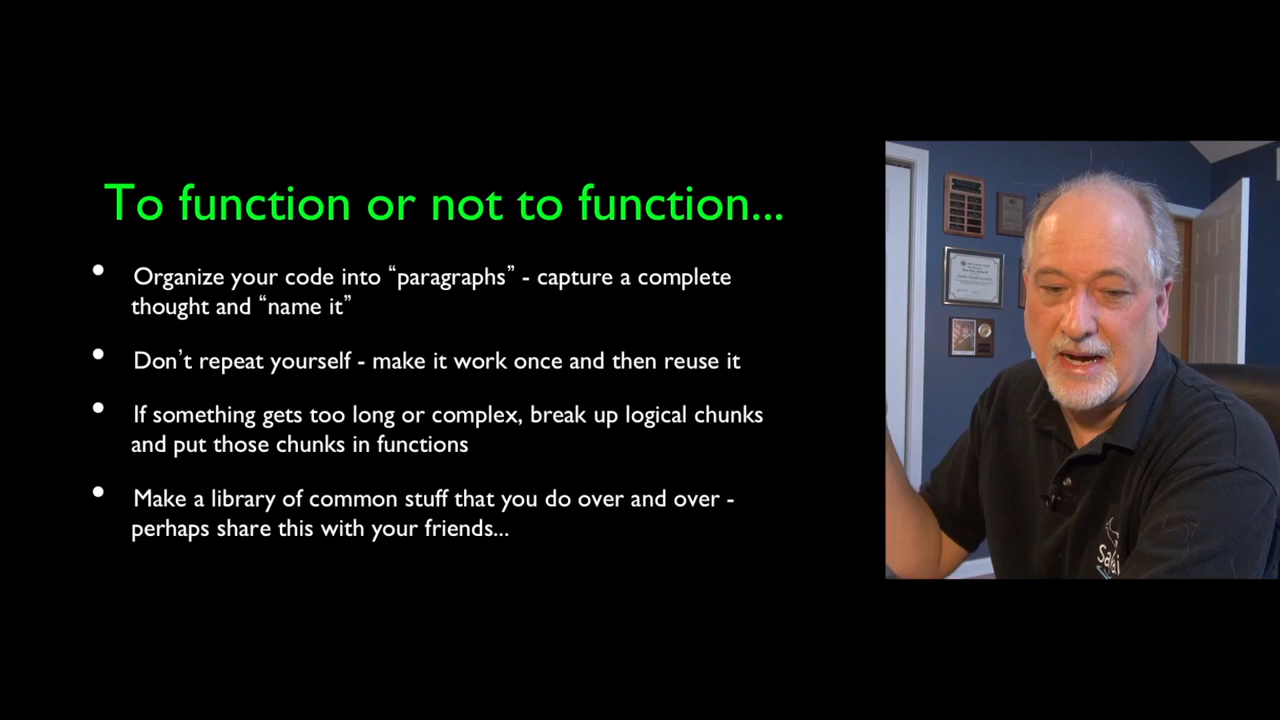 To function or not to function...
• Organize your code into “paragraphs” - capture a complete
thought and “name it”
• Don’t repeat yourself - make it work once and then reuse it
• If something gets too long or complex, break up logical chunks
and put those chunks in functions
• Make a library of common stuff that you do over and over -
perhaps share this with your friends...